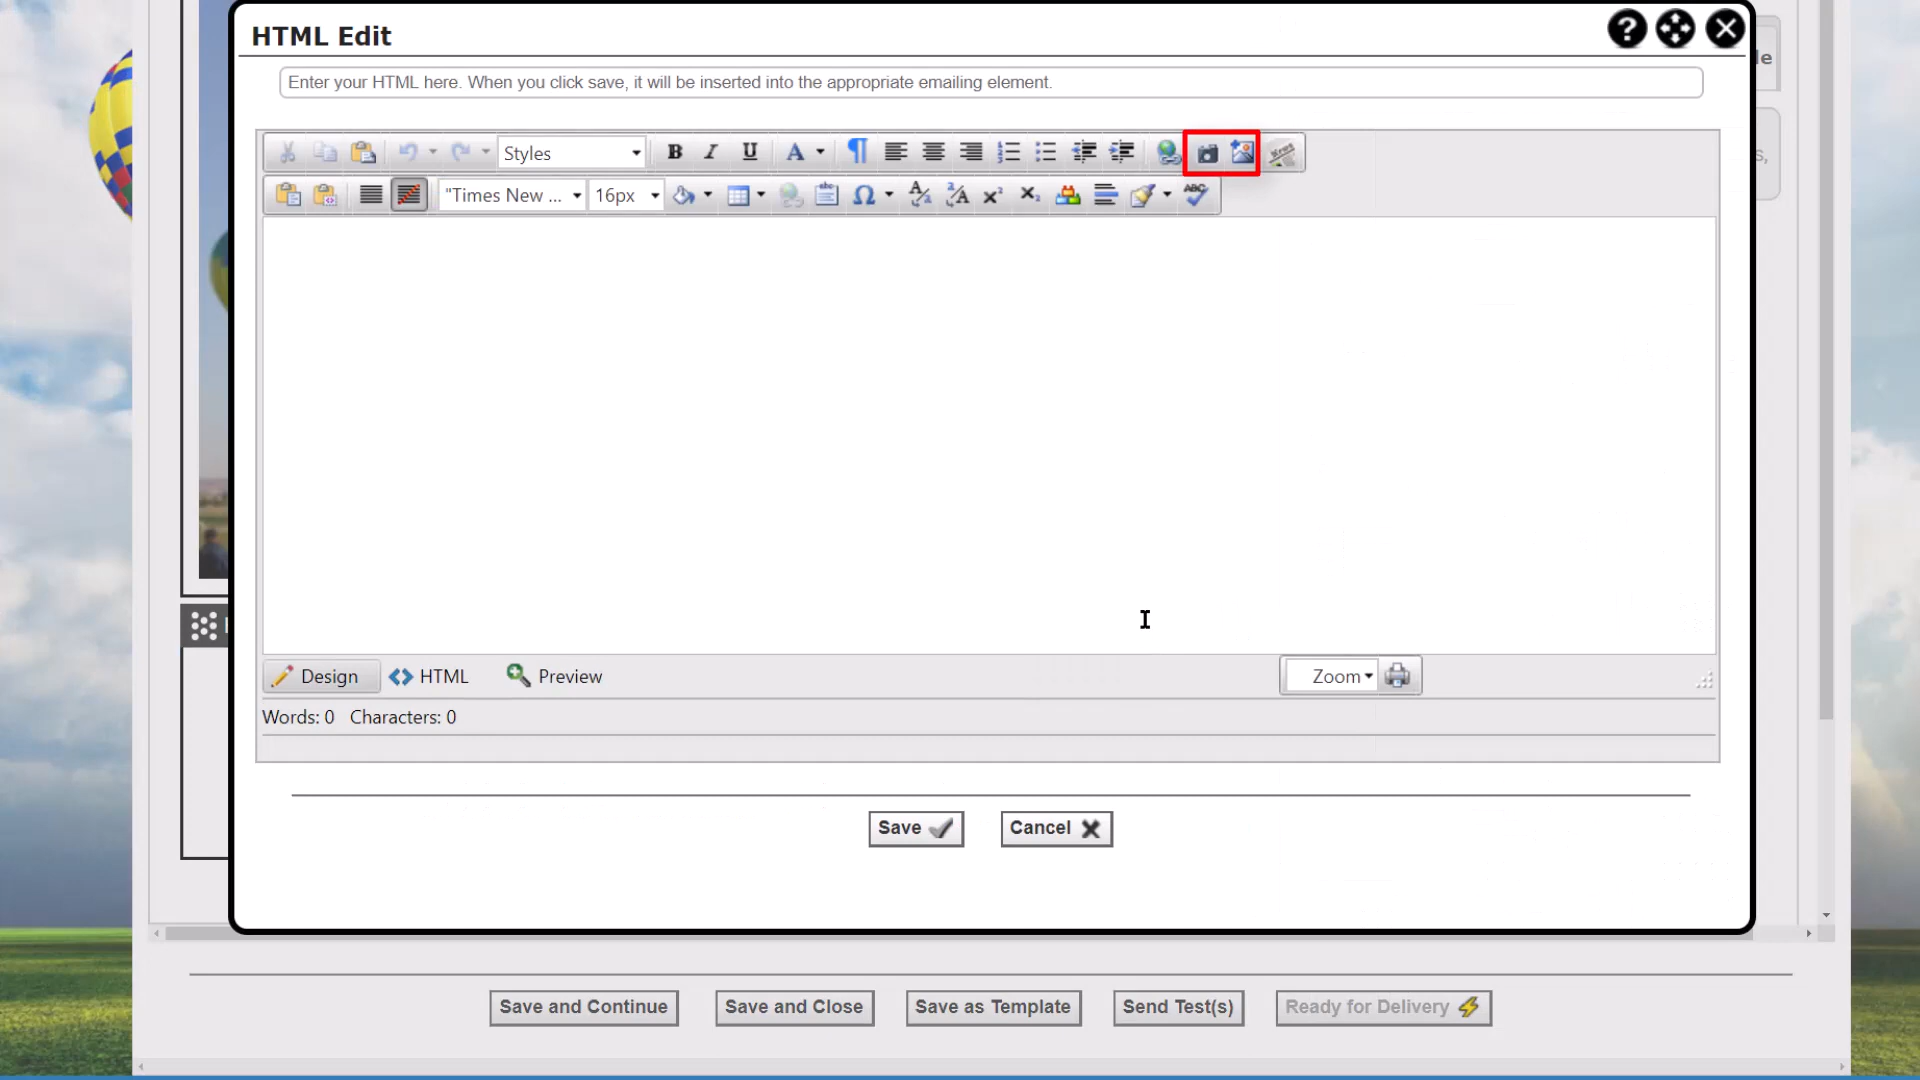 HTML Edit
Enter your HTML here. When you click save, it will be inserted into the appropriate emailing element.
Styles
B I U A
"Times New ...
16px
Design
HTML
Preview
Zoom
Words: 0 Characters: 0
Save
Cancel
Save and Continue
Save and Close
Save as Template
Send Test(s)
Ready for Delivery